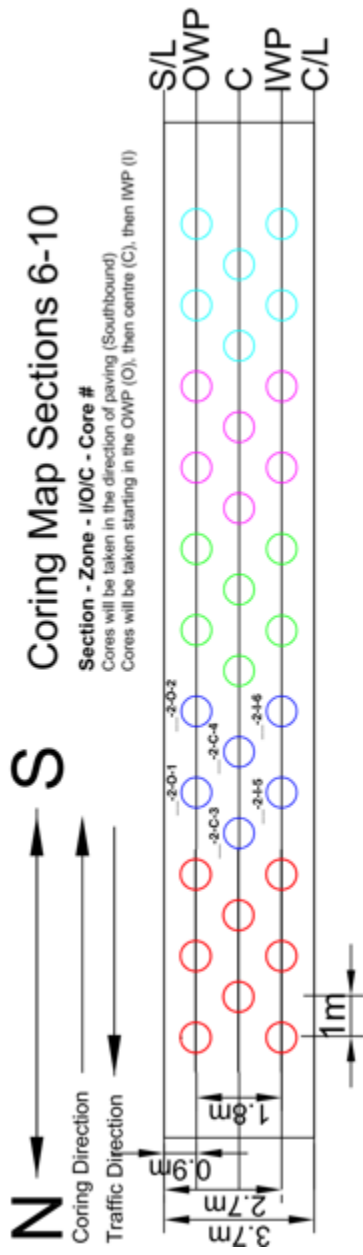 Coring Map Sections 6-10
Section - Zone - I/O/C - Core #
Cores will be taken in the direction of paving (Southbound)
Cores will be taken starting in the OWP (O), then centre (C), then IWP (I)
N
S
Coring Direction
Traffic Direction
S/L
OWP
C
IWP
C/L
_-2-O-1
_-2-O-2
_-2-C-3
_-2-C-4
_-2-I-5
_-2-I-6
0.9m
1.8m
2.7m
3.7m
1m